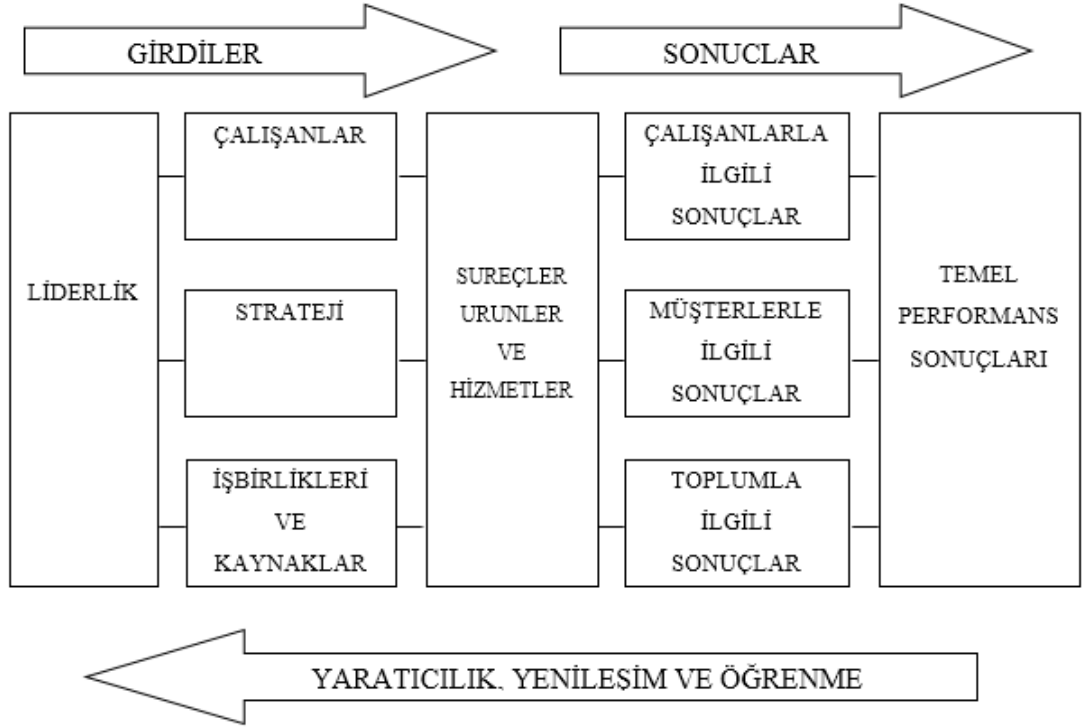 GİRDİLER
SONUCLAR
LİDERLİK
ÇALIŞANLAR
STRATEJİ
İŞBİRLİKLERİ
VE
KAYNAKLAR
SUREÇLER
URUNLER
VE
HİZMETLER
ÇALIŞANLARLA
İLGİLİ
SONUÇLAR
MÜŞTERLERLE
İLGİLİ
SONUÇLAR
TOPLUMLA
İLGİLİ
SONUÇLAR
TEMEL
PERFORMANS
SONUÇLARI
YARATICILIK, YENİLEŞİM VE ÖĞRENME